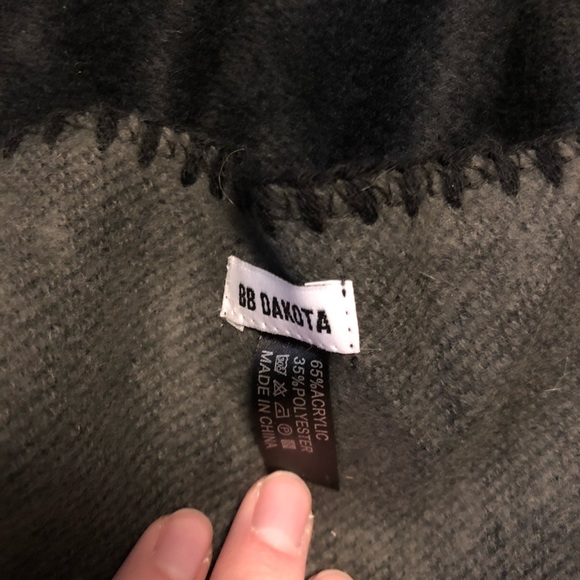 BB DAKOTA
65%ACRYLIC
35%POLYESTER
MADE IN CHINA